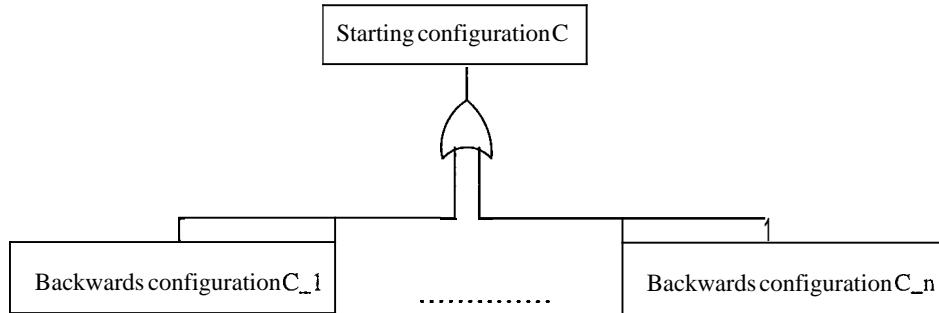 Starting configuration C
Backwards configuration C_1
.............
Backwards configuration C_n